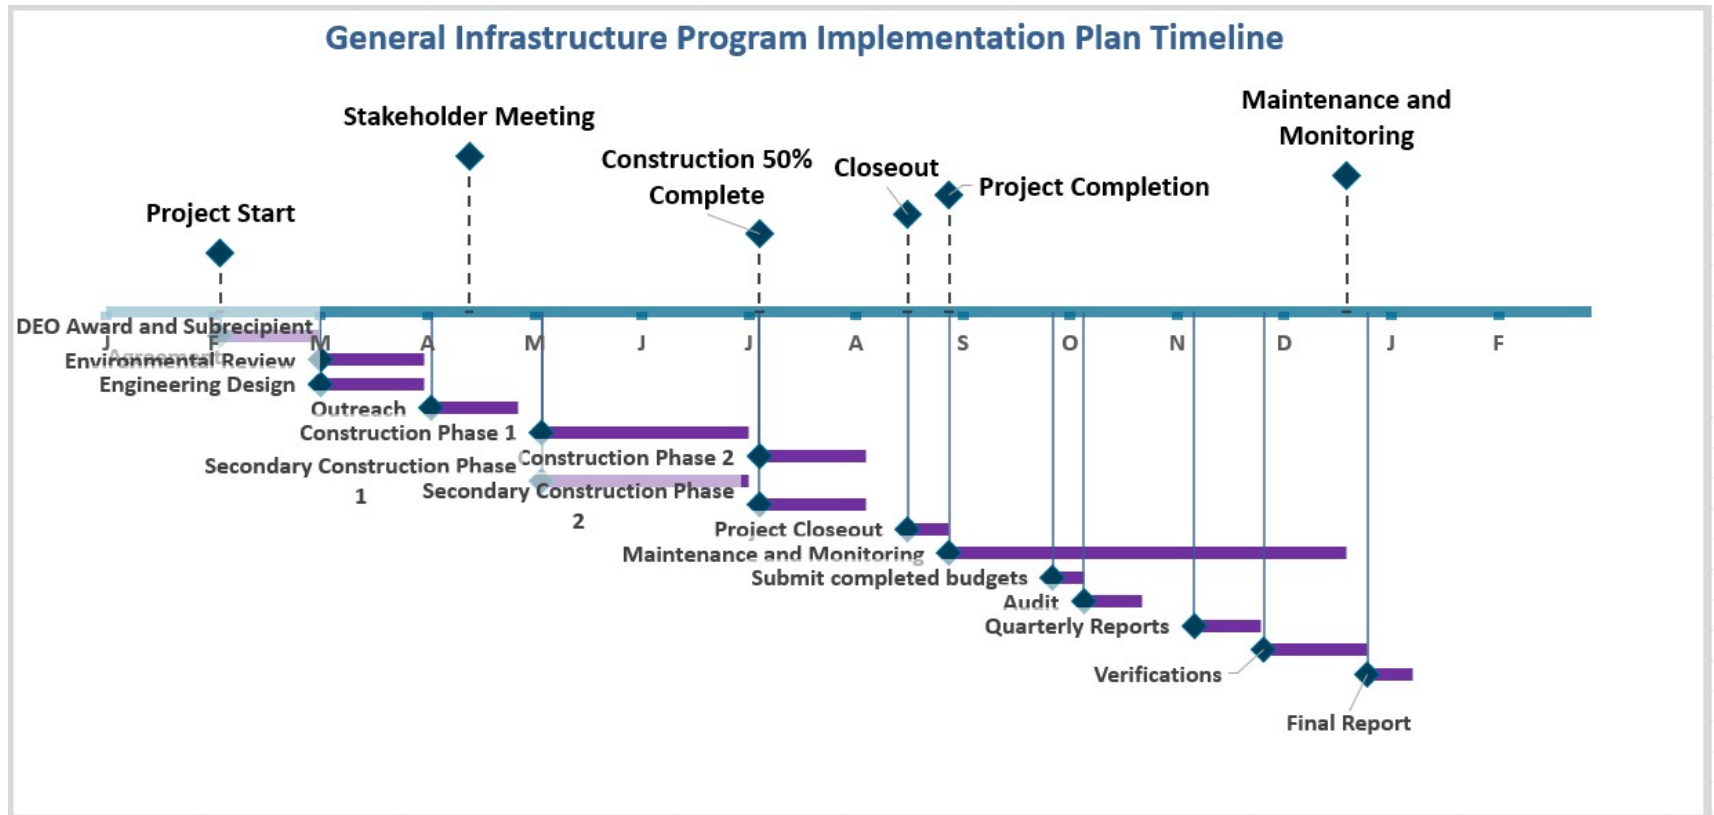 General Infrastructure Program Implementation Plan Timeline
Maintenance and
Monitoring
Stakeholder Meeting
Construction 50%
Complete
Closeout
Project Completion
Project Start
DEO Award and Subrecipient
Agreement
J F M A M J J A S O N D J F
Environmental Review
Engineering Design
Outreach
Construction Phase 1
Construction Phase 2
Secondary Construction Phase
1
Secondary Construction Phase
2
Project Closeout
Maintenance and Monitoring
Submit completed budgets
Audit
Quarterly Reports
Verifications
Final Report